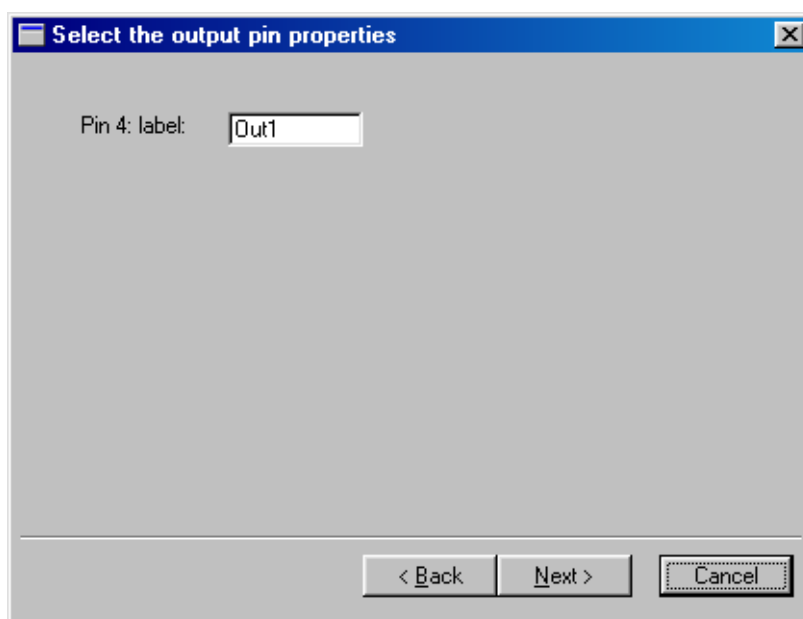 Select the output pin properties
Pin 4: label: Out1
< Back Next > Cancel